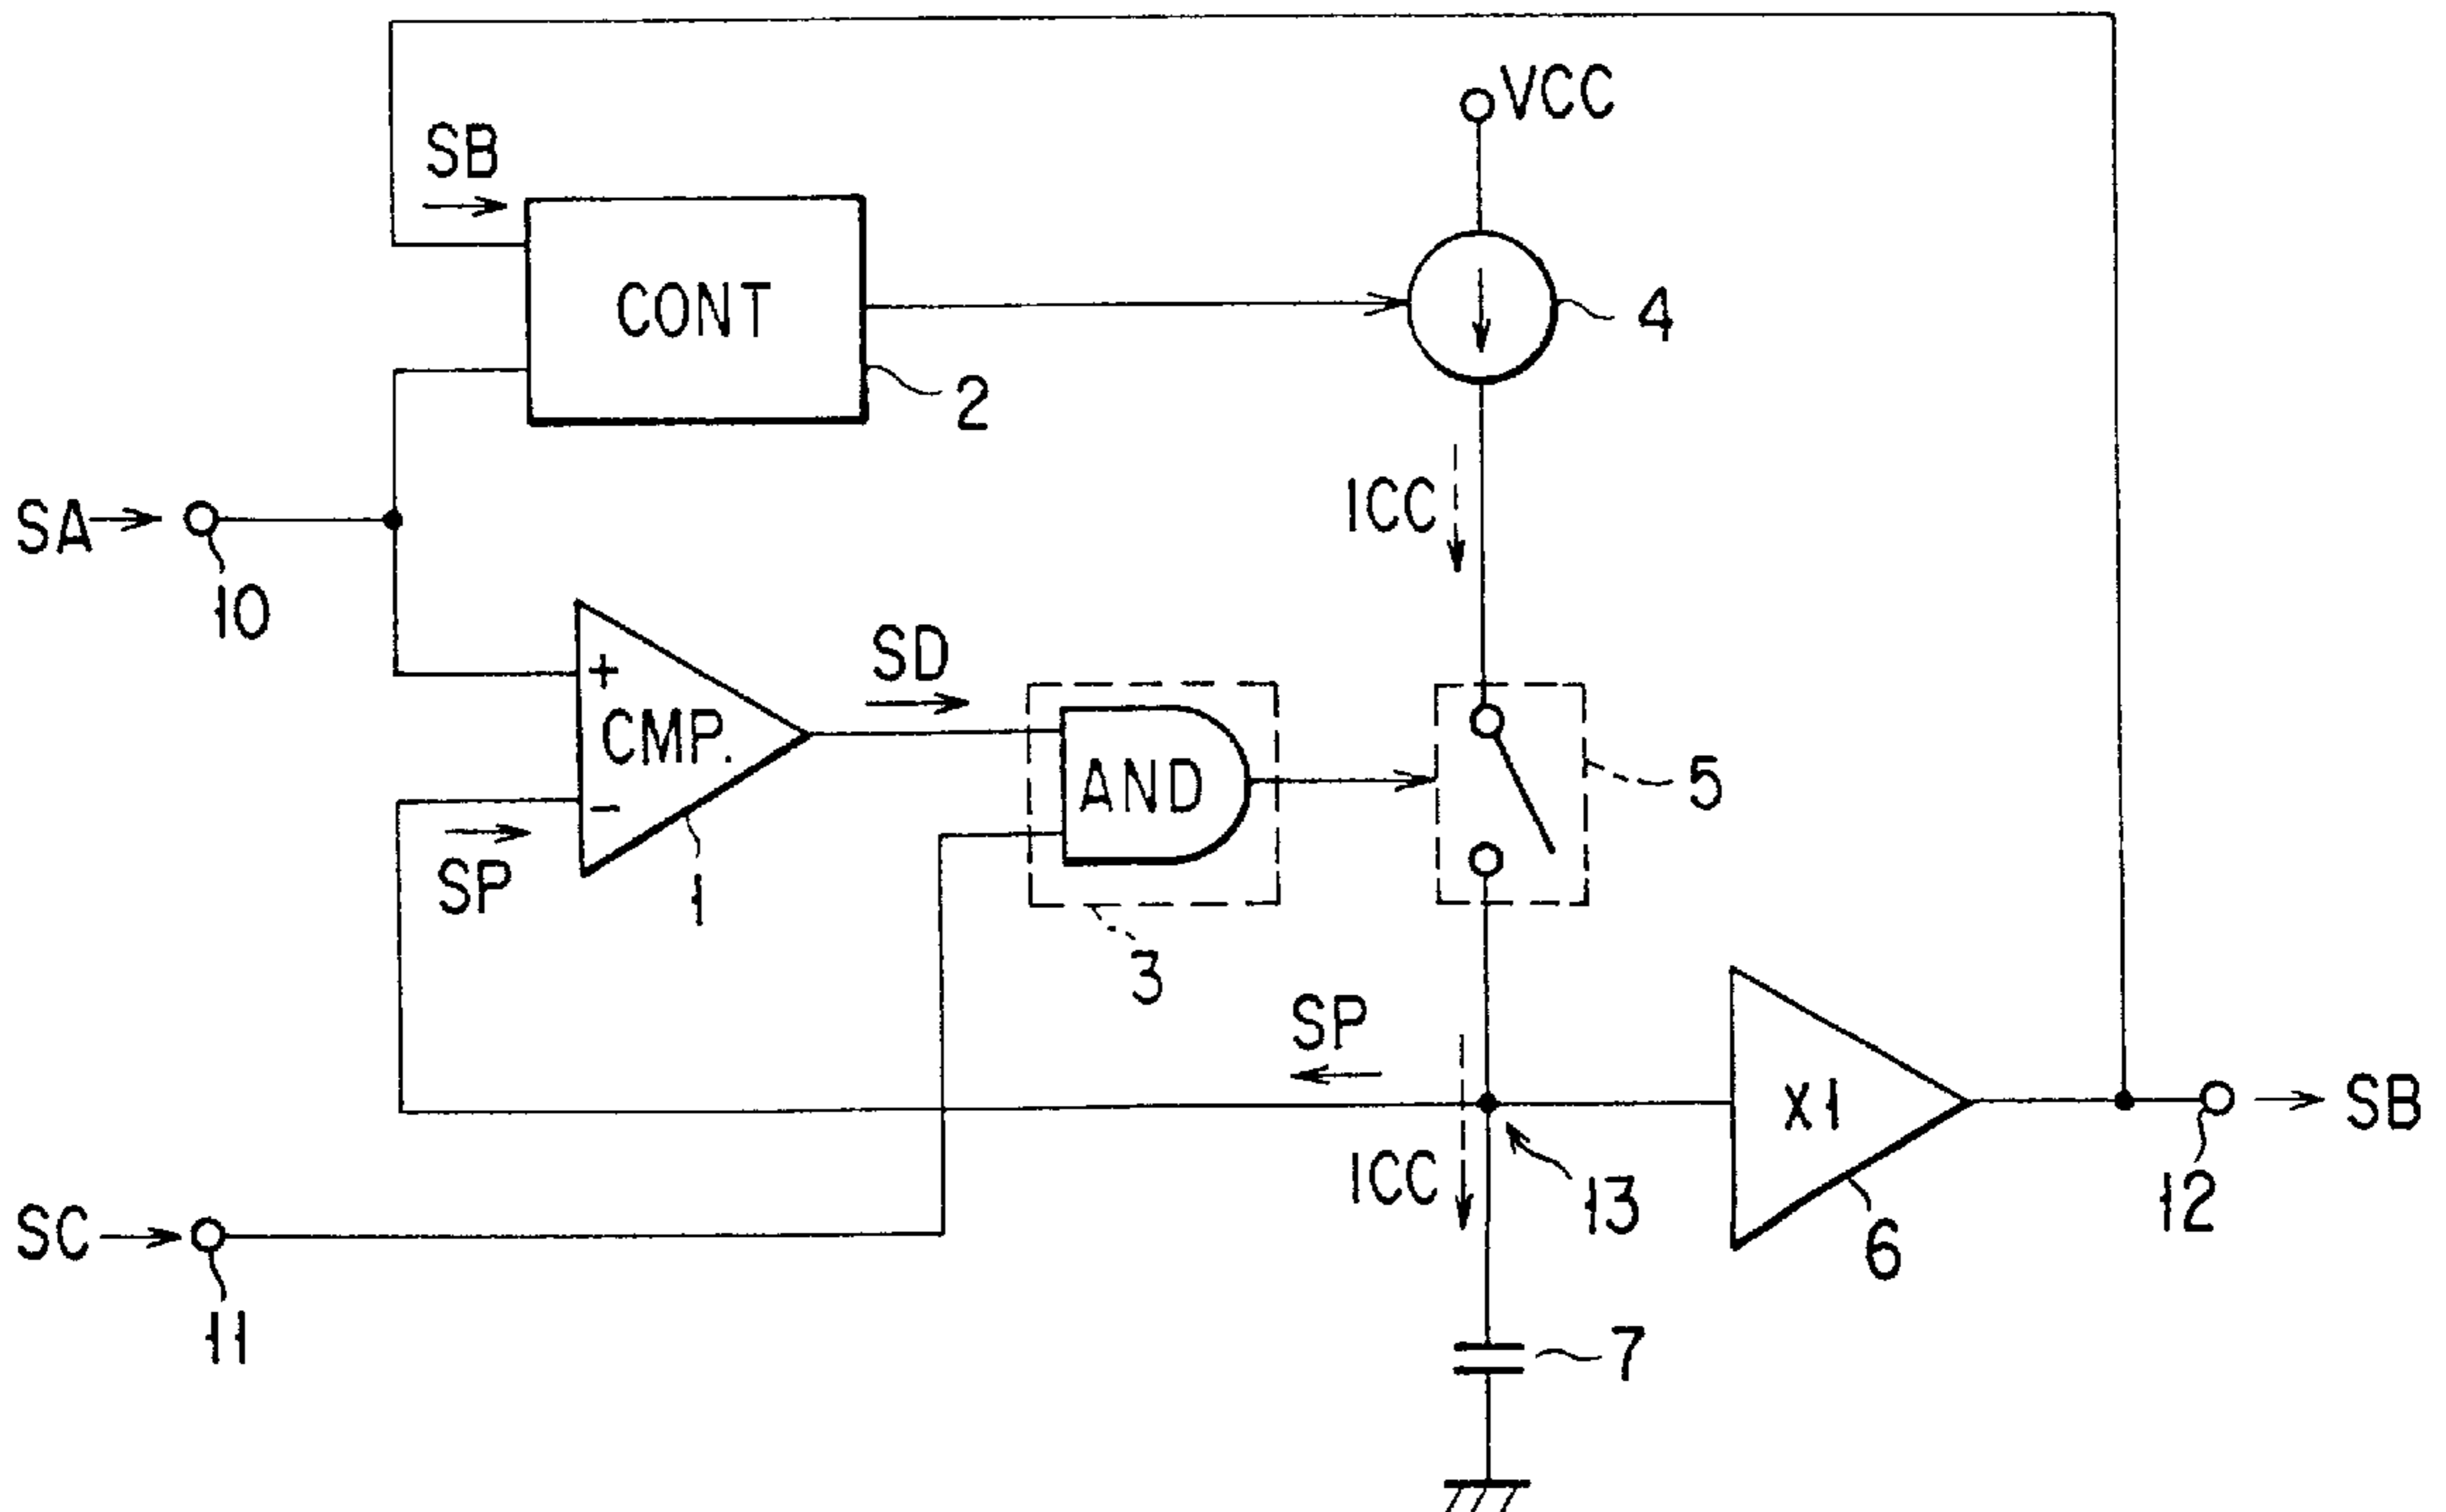 VCC
SB
CONT
4
2
ICC
SA
10
SD
+
CMP.
AND
5
-
SP
1
3
SP
X1
SB
ICC
13
12
SC
6
11
7